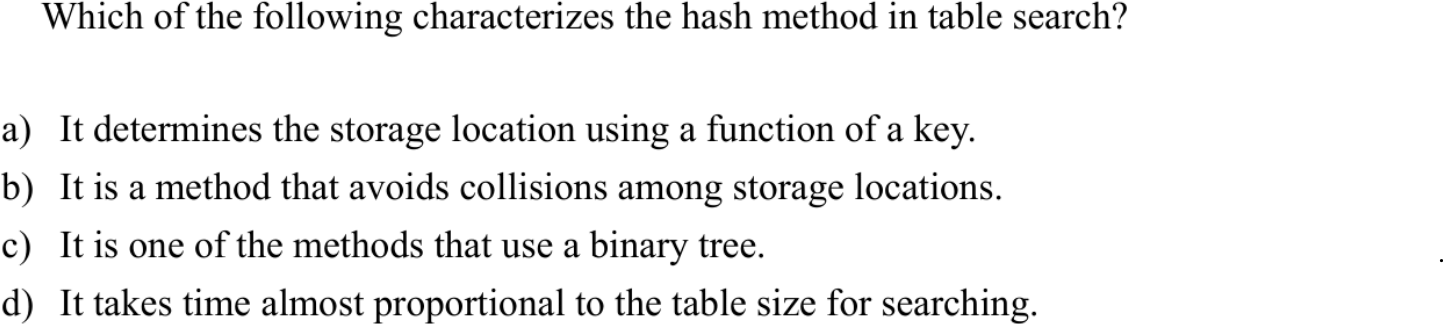 Which of the following characterizes the hash method in table search?
a) It determines the storage location using a function of a key.
b) It is a method that avoids collisions among storage locations.
c) It is one of the methods that use a binary tree.
d) It takes time almost proportional to the table size for searching.